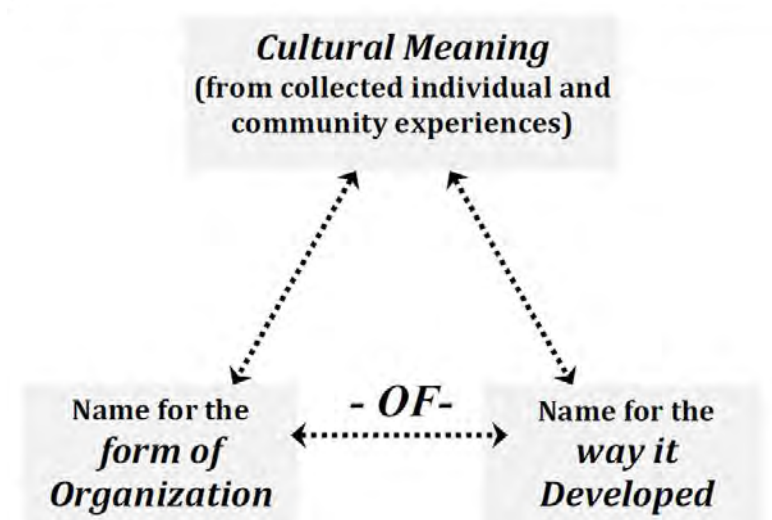 Cultural Meaning
(from collected individual and
community experiences)
- OF-
Name for the
form of
Organization
Name for the
way it
Developed